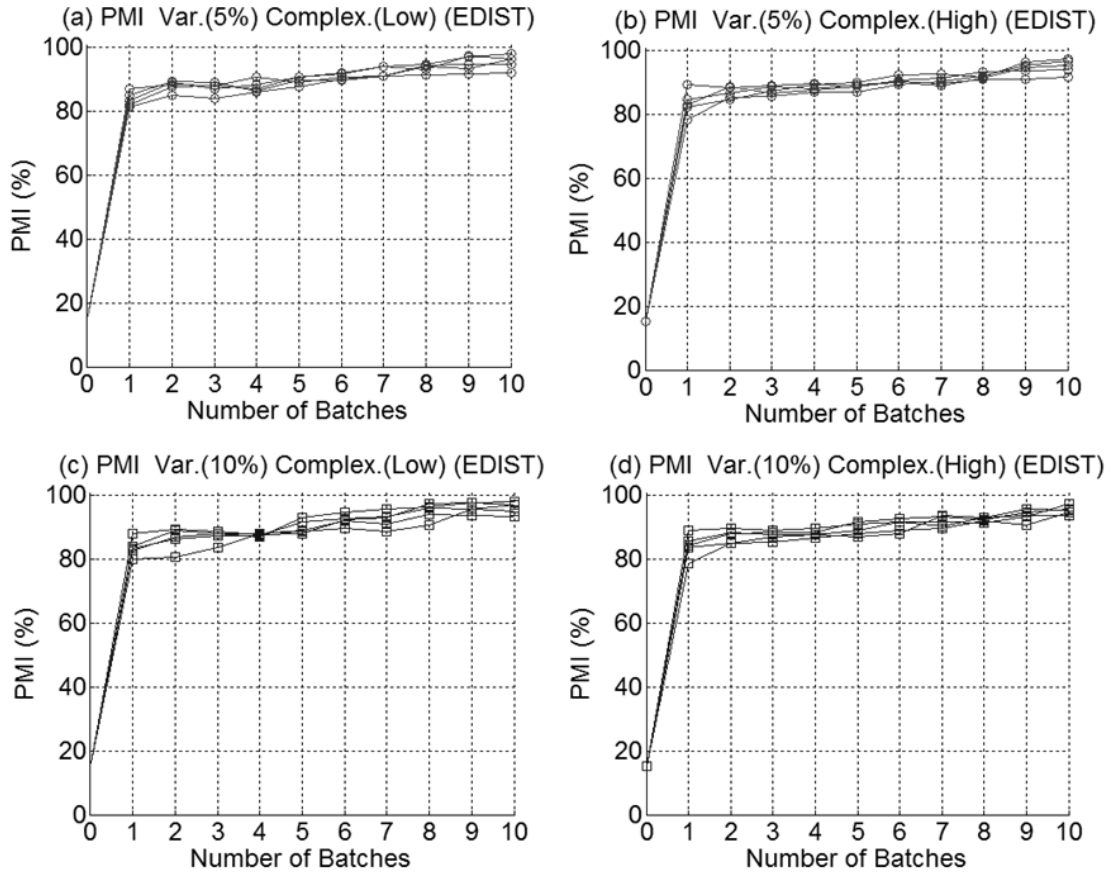 (a) PMI Var.(5%) Complex.(Low) (EDIST)
100
80
60
40
20
0
PMI (%)
0 1 2 3 4 5 6 7 8 9 10
Number of Batches
(b) PMI Var.(5%) Complex.(High) (EDIST)
100
80
60
40
20
0
PMI (%)
0 1 2 3 4 5 6 7 8 9 10
Number of Batches
(c) PMI Var.(10%) Complex.(Low) (EDIST)
100
80
60
40
20
0
PMI (%)
0 1 2 3 4 5 6 7 8 9 10
Number of Batches
(d) PMI Var.(10%) Complex.(High) (EDIST)
100
80
60
40
20
0
PMI (%)
0 1 2 3 4 5 6 7 8 9 10
Number of Batches